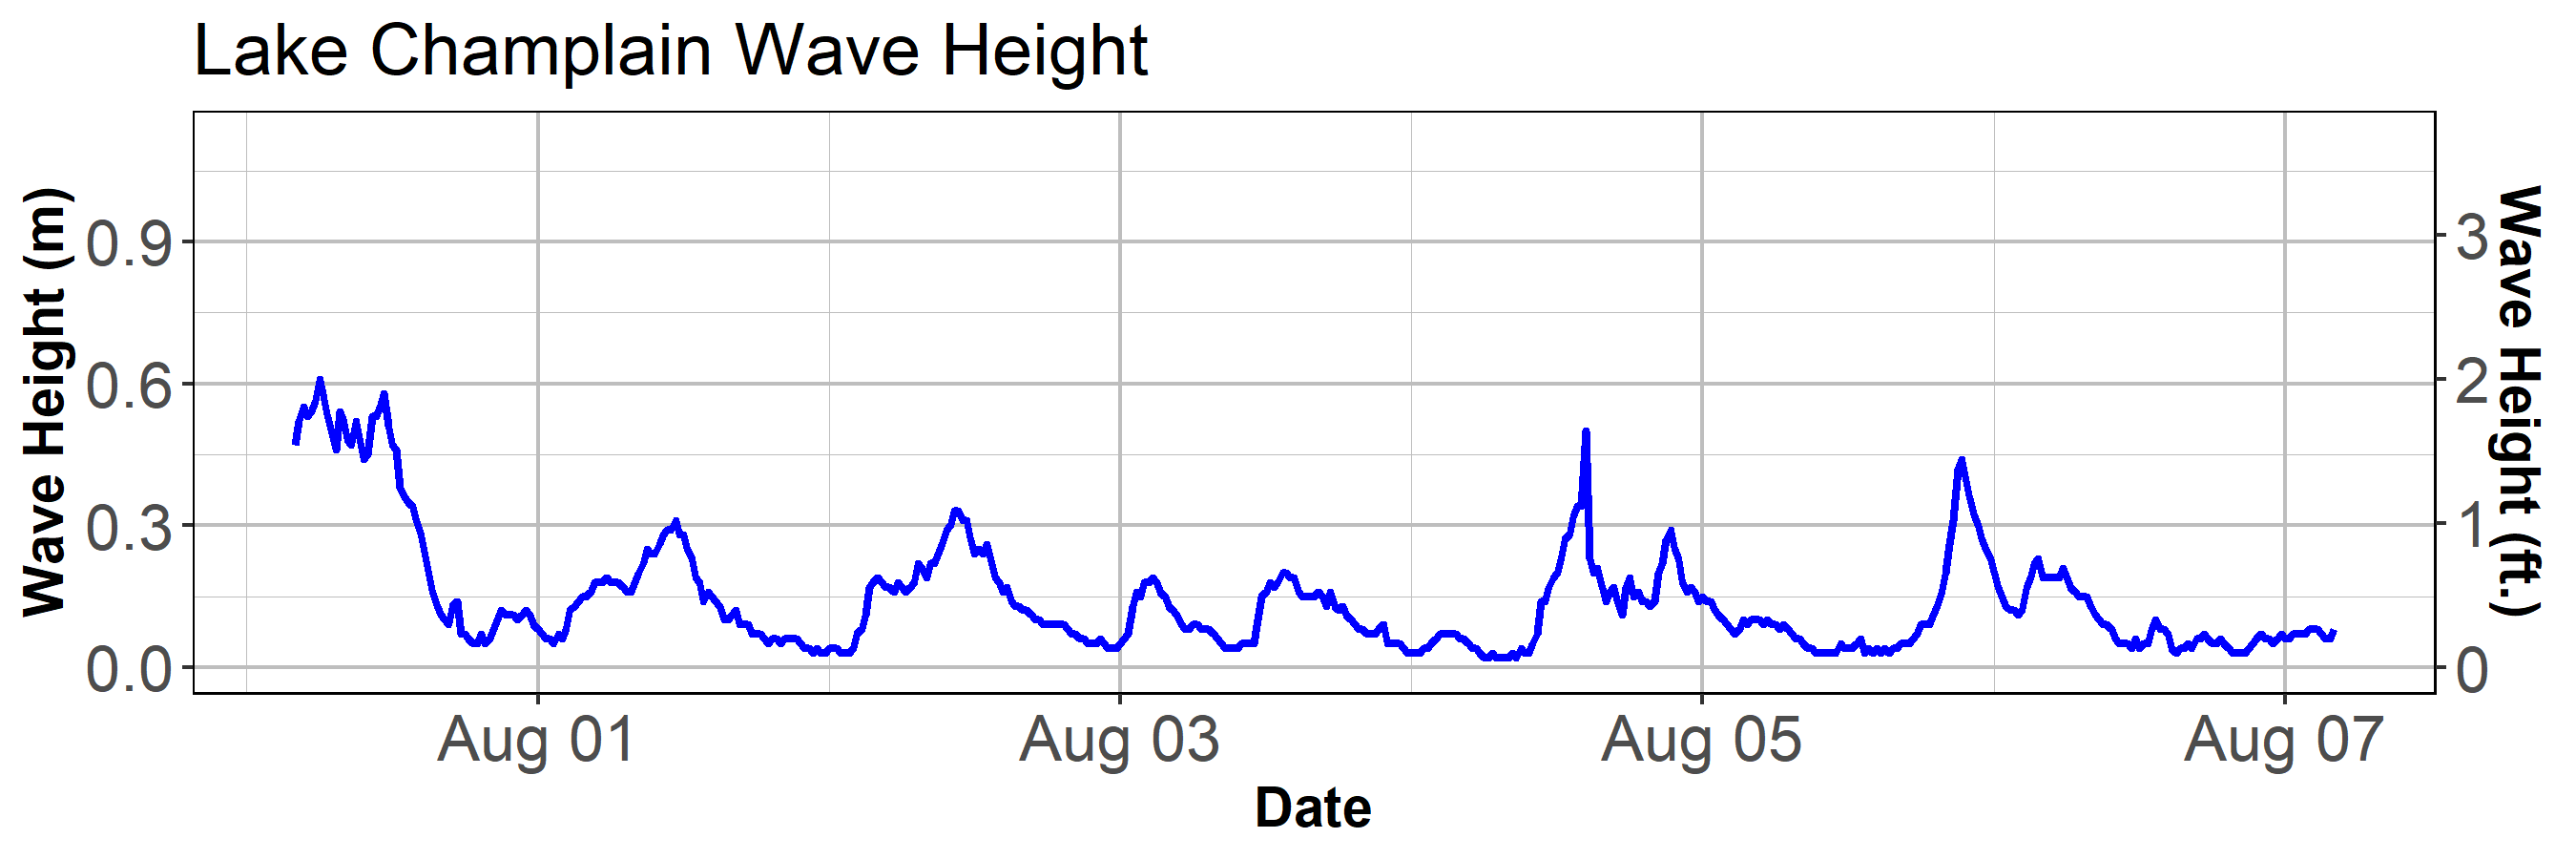 Lake Champlain Wave Height
Wave Height (m)
0.9
0.6
0.3
0.0
3
2
1
0
Wave Height (ft.)
Aug 01
Aug 03
Aug 05
Aug 07
Date